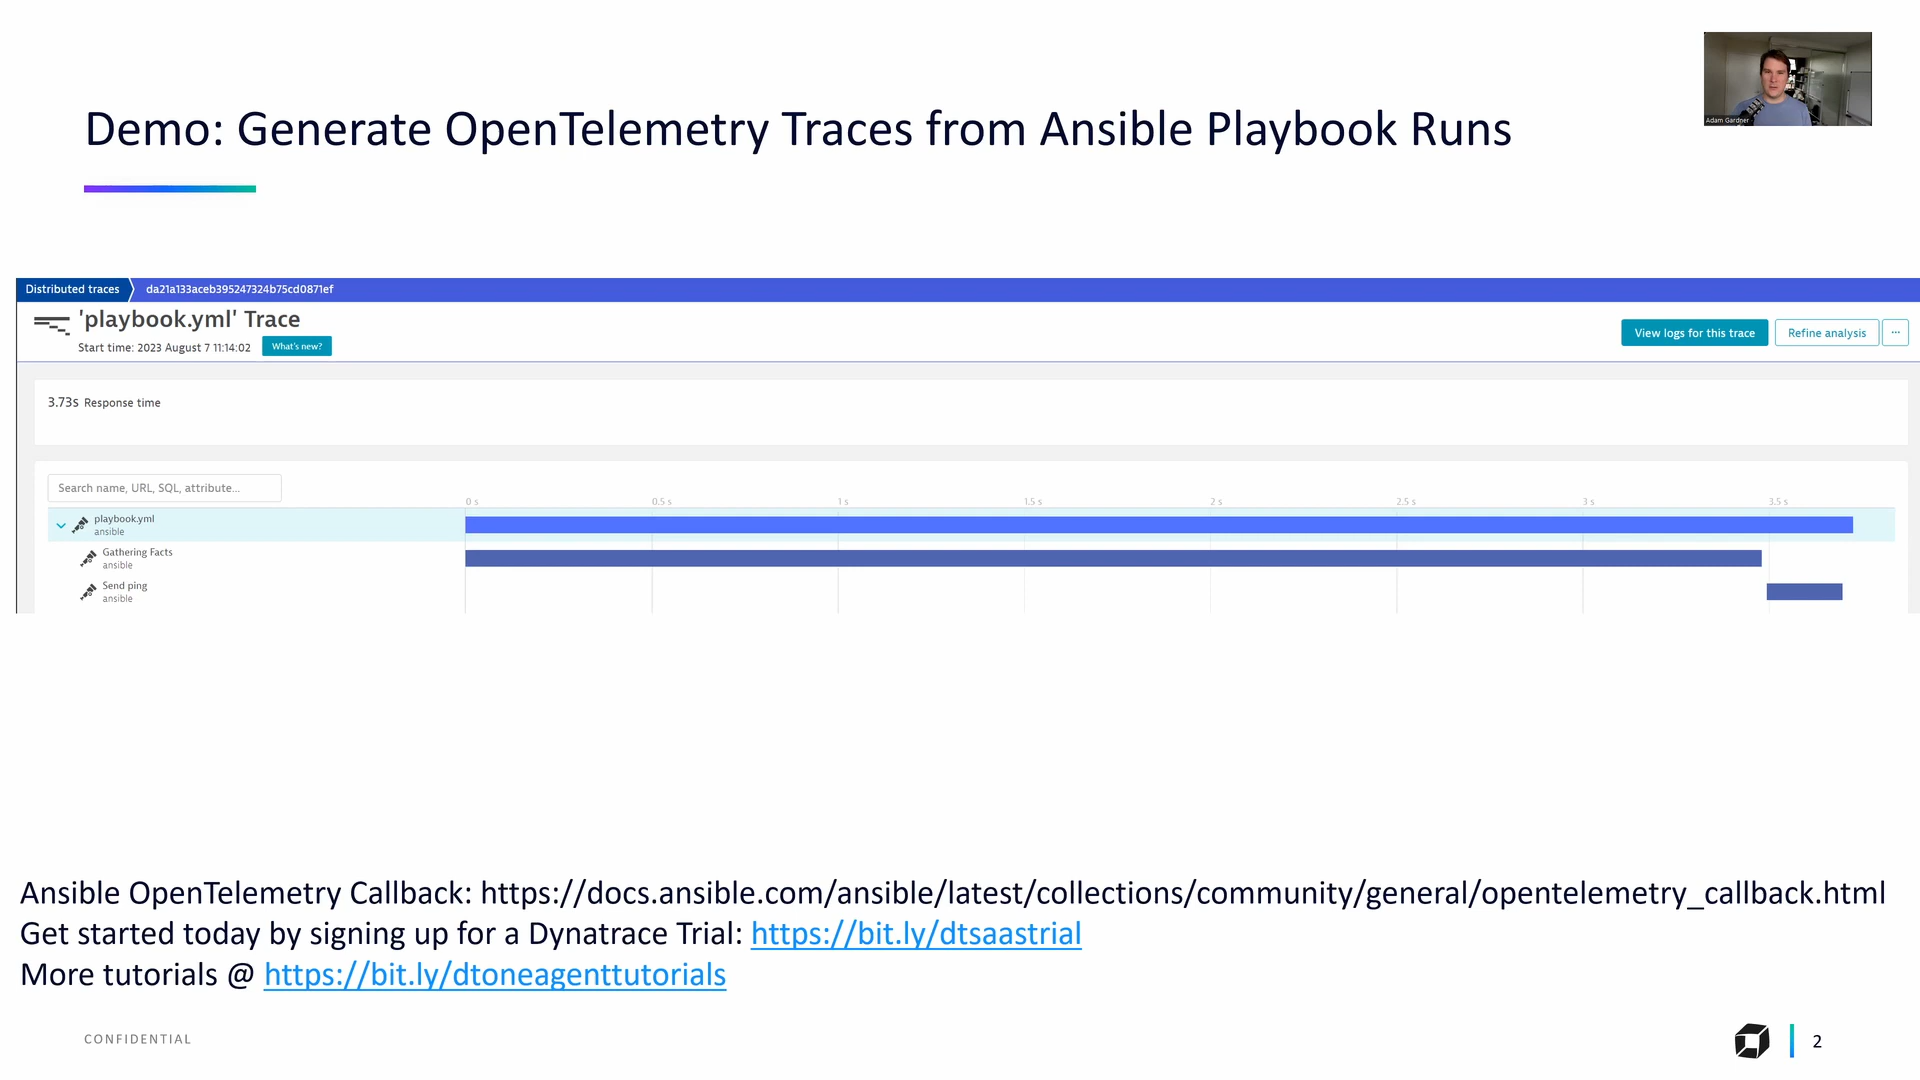 Adam Gardner
Demo: Generate OpenTelemetry Traces from Ansible Playbook Runs
Distributed traces
da21a133aceb395247324b75cd0871ef
'playbook.yml' Trace
Start time: 2023 August 7 11:14:02
What's new?
View logs for this trace
Refine analysis
...
3.73s Response time
Search name, URL, SQL, attribute...
0 s 0.5 s 1 s 1.5 s 2 s 2.5 s 3 s 3.5 s
playbook.yml
ansible
Gathering Facts
ansible
Send ping
ansible
Ansible OpenTelemetry Callback: https://docs.ansible.com/ansible/latest/collections/community/general/opentelemetry_callback.html
Get started today by signing up for a Dynatrace Trial: https://bit.ly/dtsaastrial
More tutorials @ https://bit.ly/dtoneagenttutorials
CONFIDENTIAL
2